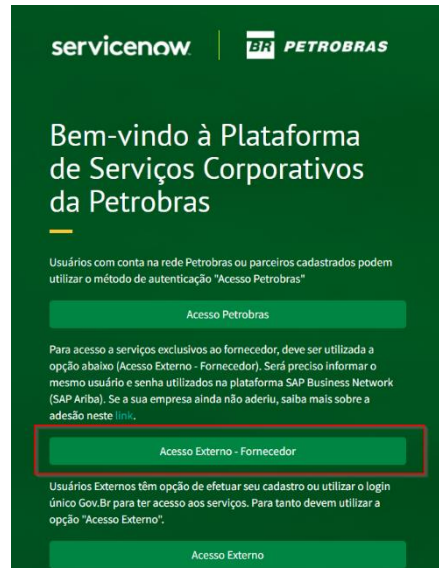 servicenow
BR PETROBRAS
Bem-vindo à Plataforma
de Serviços Corporativos
da Petrobras
Usuários com conta na rede Petrobras ou parceiros cadastrados podem
utilizar o método de autenticação "Acesso Petrobras"
Acesso Petrobras
Para acesso a serviços exclusivos ao fornecedor, deve ser utilizada a
opção abaixo (Acesso Externo - Fornecedor). Será preciso informar o
mesmo usuário e senha utilizados na plataforma SAP Business Network
(SAP Ariba). Se a sua empresa ainda não aderiu, saiba mais sobre a
adesão neste link.
Acesso Externo - Fornecedor
Usuários Externos têm opção de efetuar seu cadastro ou utilizar o login
único Gov.Br para ter acesso aos serviços. Para tanto devem utilizar a
opção "Acesso Externo".
Acesso Externo